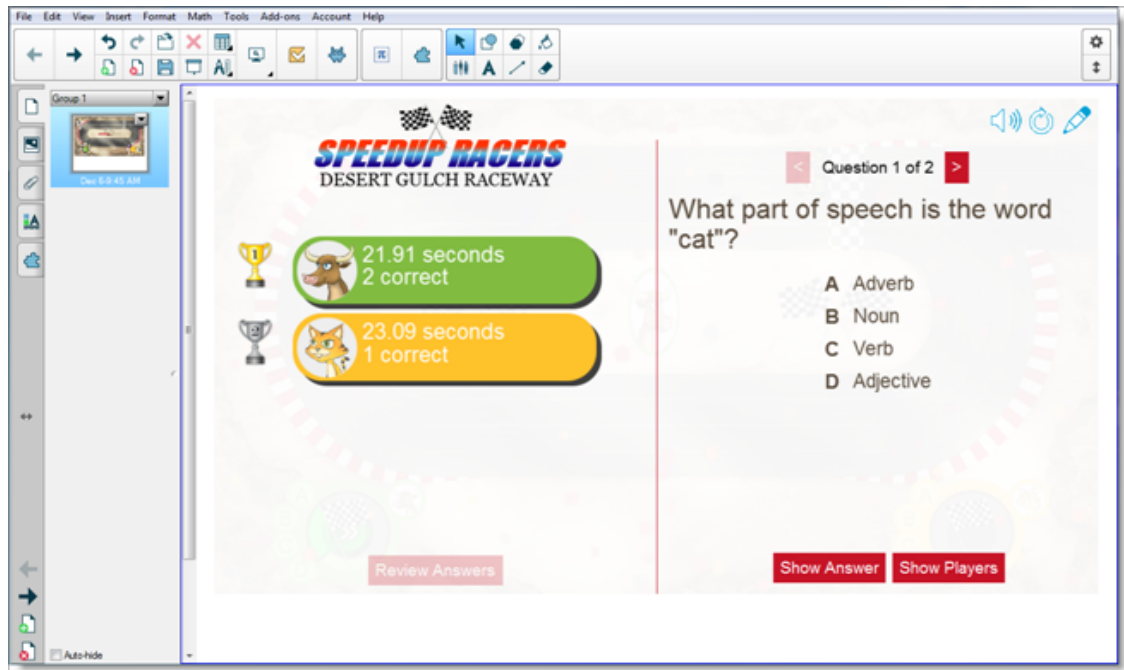 File Edit View Insert Format Math Tools Add-ons Account Help
Group 1
Dec 6-9:45 AM
SPEEDUP RACERS
DESERT GULCH RACEWAY
1
21.91 seconds
2 correct
2
23.09 seconds
1 correct
< Question 1 of 2 >
What part of speech is the word
"cat"?
A Adverb
B Noun
C Verb
D Adjective
Review Answers
Show Answer Show Players
Auto-hide